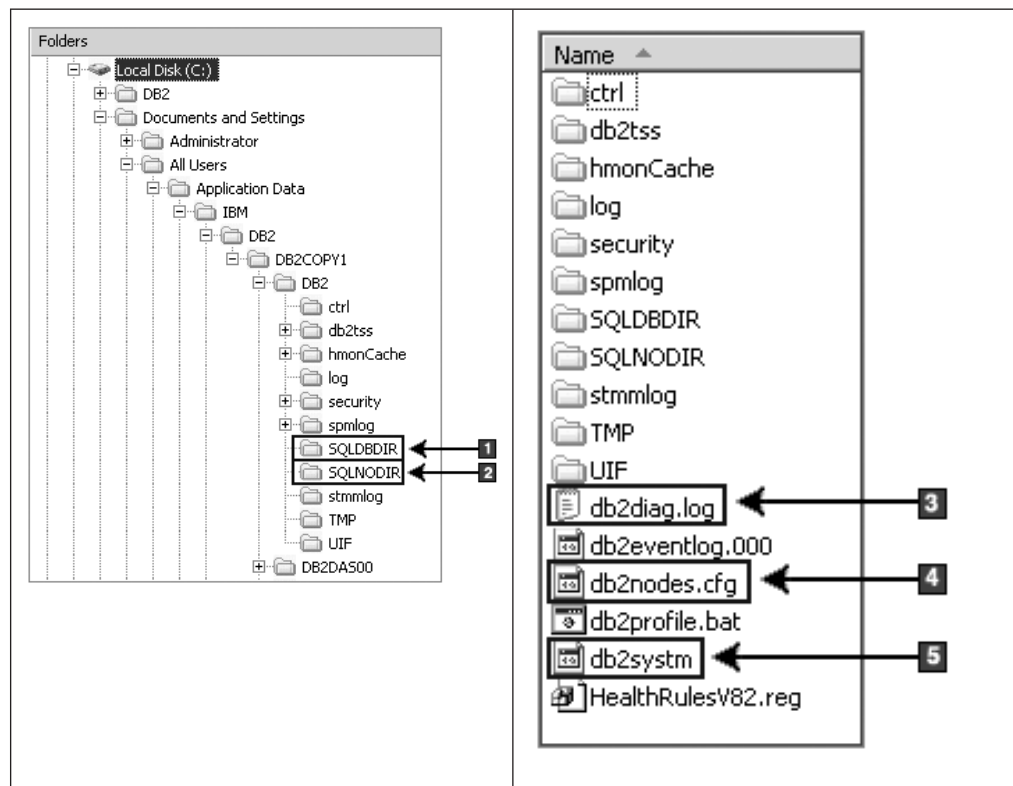 Folders
Local Disk (C:)
DB2
Documents and Settings
Administrator
All Users
Application Data
IBM
DB2
DB2COPY1
DB2
ctrl
db2tss
hmonCache
log
security
spmlog
SQLDBDIR
1
SQLNODIR
2
stmmlog
TMP
UIF
DB2DAS00
Name
ctrl
db2tss
hmonCache
log
security
spmlog
SQLDBDIR
SQLNODIR
stmmlog
TMP
UIF
db2diag.log
3
db2eventlog.000
db2nodes.cfg
4
db2profile.bat
db2systm
5
HealthRulesV82.reg